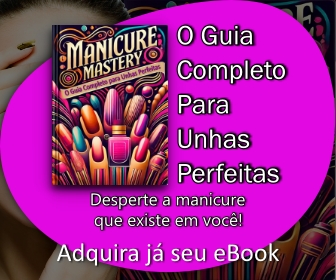 MANICURE
MASTERY
O Guia Completo para Unhas Perfeitas
O Guia
Completo
Para
Unhas
Perfeitas
Desperte a manicure
que existe em você!
Adquira já seu eBook